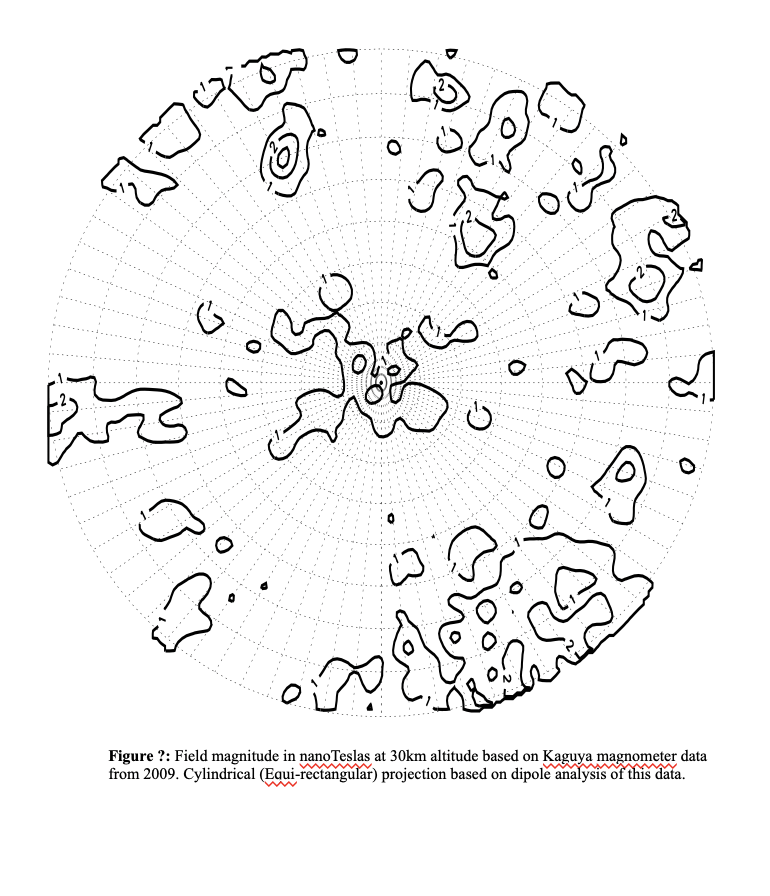 Figure ?: Field magnitude in nanoTeslas at 30km altitude based on Kaguya magnometer data
from 2009. Cylindrical (Equi-rectangular) projection based on dipole analysis of this data.